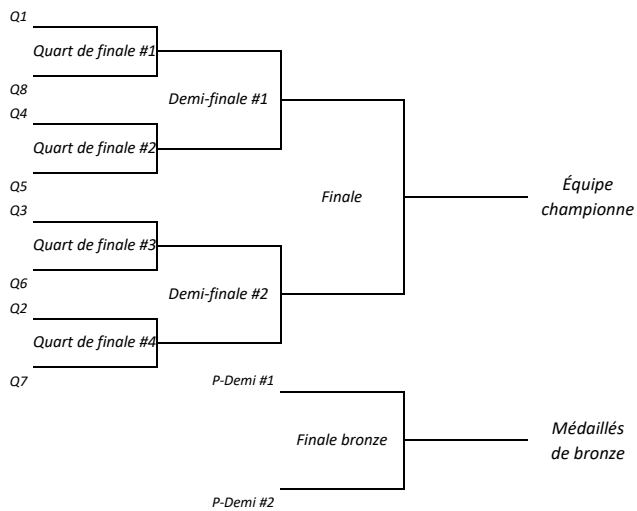 Q1
Quart de finale #1
Q8
Demi-finale #1
Q4
Quart de finale #2
Q5
Finale
Équipe
championne
Q3
Quart de finale #3
Q6
Demi-finale #2
Q2
Quart de finale #4
Q7
P-Demi #1
Finale bronze
Médaillés
de bronze
P-Demi #2